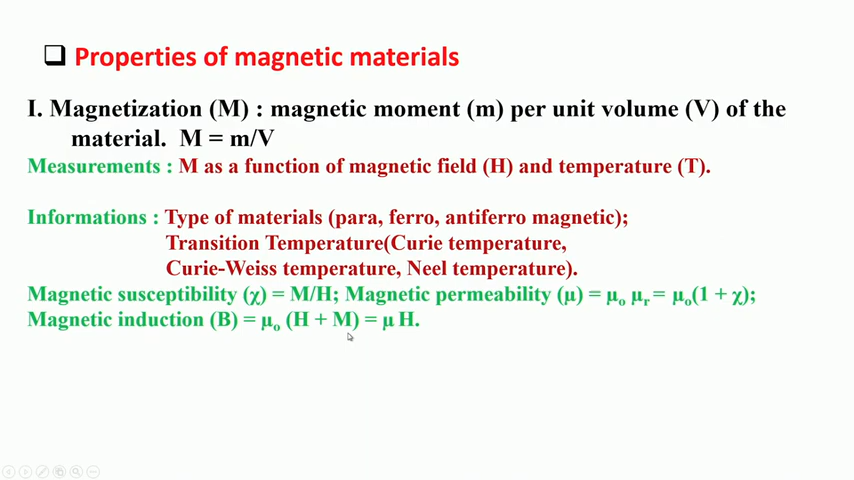 Properties of magnetic materials
I. Magnetization (M) : magnetic moment (m) per unit volume (V) of the
material. M = m/V
Measurements : M as a function of magnetic field (H) and temperature (T).
Informations : Type of materials (para, ferro, antiferro magnetic);
Transition Temperature(Curie temperature,
Curie-Weiss temperature, Neel temperature).
Magnetic susceptibility (χ) = M/H; Magnetic permeability (μ) = μₒ μᵣ = μₒ(1 + χ);
Magnetic induction (B) = μₒ (H + M) = μ H.